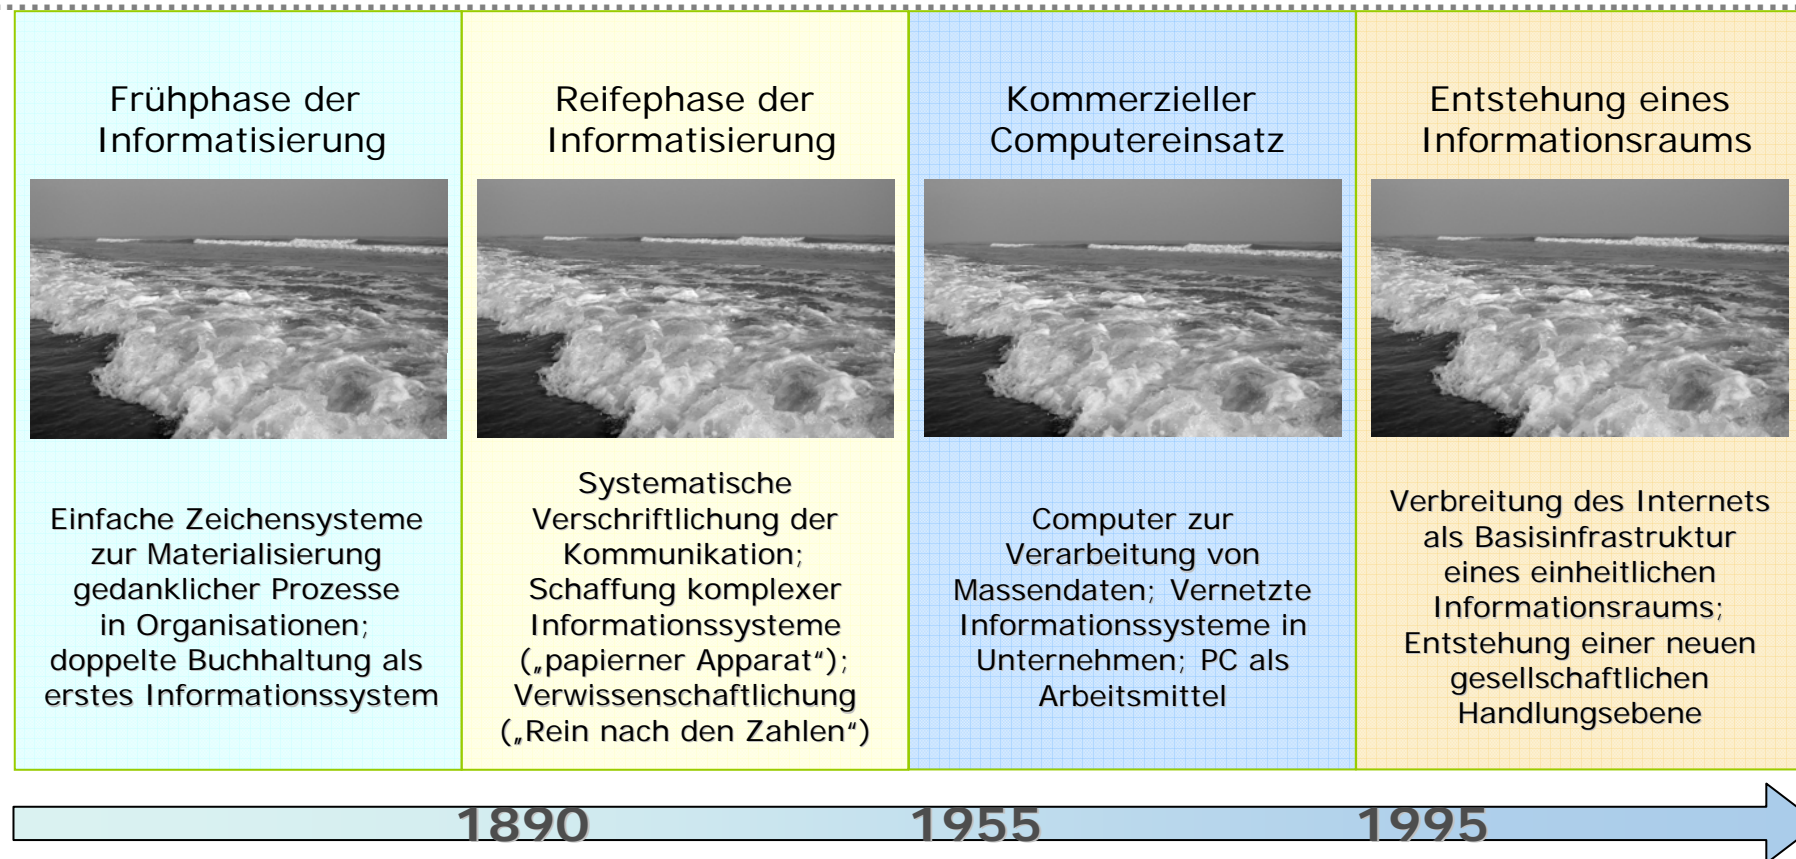 Frühphase der
Informatisierung
Einfache Zeichensysteme
zur Materialisierung
gedanklicher Prozesse
in Organisationen;
doppelte Buchhaltung als
erstes Informationssystem
Reifephase der
Informatisierung
Systematische
Verschriftlichung der
Kommunikation;
Schaffung komplexer
Informationssysteme
(„papierner Apparat“);
Verwissenschaftlichung
(„Rein nach den Zahlen“)
Kommerzieller
Computereinsatz
Computer zur
Verarbeitung von
Massendaten; Vernetzte
Informationssysteme in
Unternehmen; PC als
Arbeitsmittel
Entstehung eines
Informationsraums
Verbreitung des Internets
als Basisinfrastruktur
eines einheitlichen
Informationsraums;
Entstehung einer neuen
gesellschaftlichen
Handlungsebene
1890 1955 1995